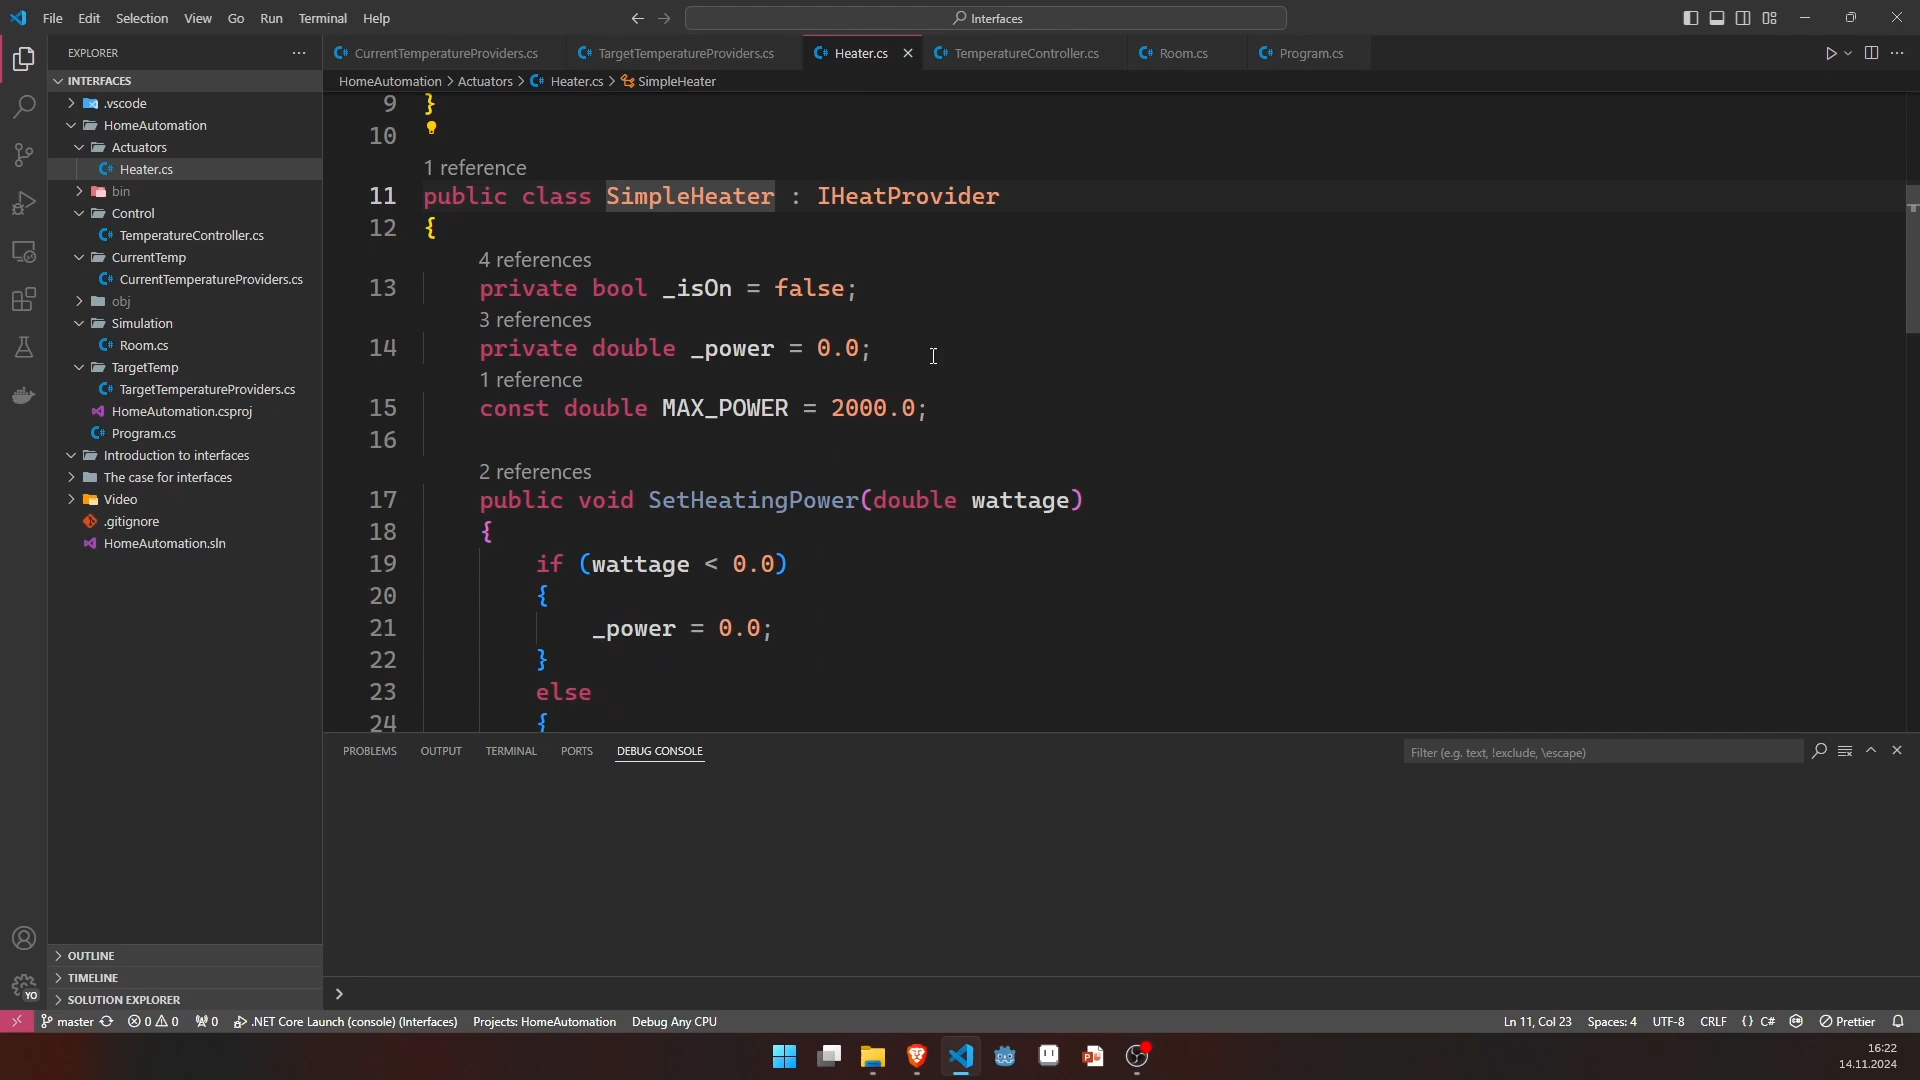 File Edit Selection View Go Run Terminal Help
Interfaces
EXPLORER
INTERFACES
.vscode
HomeAutomation
Actuators
Heater.cs
bin
Control
TemperatureController.cs
CurrentTemp
CurrentTemperatureProviders.cs
obj
Simulation
Room.cs
TargetTemp
TargetTemperatureProviders.cs
HomeAutomation.csproj
Program.cs
Introduction to interfaces
The case for interfaces
Video
.gitignore
HomeAutomation.sln
OUTLINE
TIMELINE
SOLUTION EXPLORER
CurrentTemperatureProviders.cs TargetTemperatureProviders.cs Heater.cs TemperatureController.cs Room.cs Program.cs
HomeAutomation > Actuators > Heater.cs > SimpleHeater
9 }
10
1 reference
11 public class SimpleHeater : IHeatProvider
12 {
4 references
13 private bool _isOn = false;
3 references
14 private double _power = 0.0;
1 reference
15 const double MAX_POWER = 2000.0;
16
2 references
17 public void SetHeatingPower(double wattage)
18 {
19 if (wattage < 0.0)
20 {
21 _power = 0.0;
22 }
23 else
24 {
PROBLEMS OUTPUT TERMINAL PORTS DEBUG CONSOLE
Filter (e.g. text, !exclude, \escape)
>
YO
master 0 0 0 .NET Core Launch (console) (Interfaces) Projects: HomeAutomation Debug Any CPU
Ln 11, Col 23 Spaces: 4 UTF-8 CRLF {} C# Prettier
16:22
14.11.2024